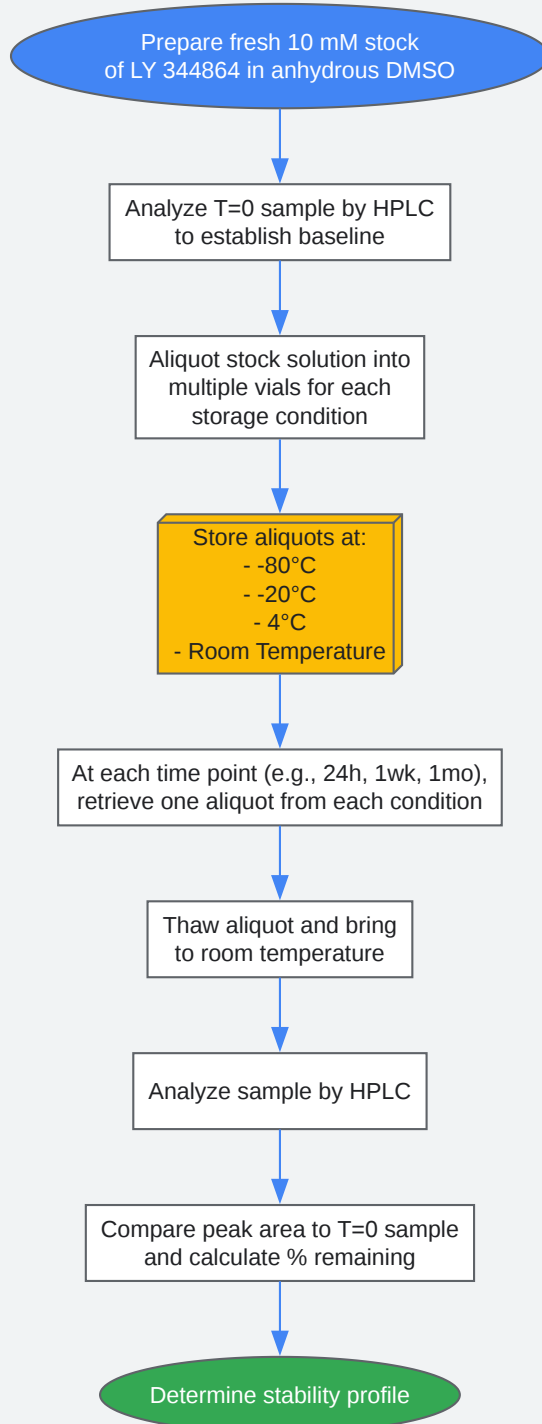 Prepare fresh 10 mM stock
of LY 344864 in anhydrous DMSO
Analyze T=0 sample by HPLC
to establish baseline
Aliquot stock solution into
multiple vials for each
storage condition
Store aliquots at:
- -80°C
- -20°C
- 4°C
- Room Temperature
At each time point (e.g., 24h, 1wk, 1mo),
retrieve one aliquot from each condition
Thaw aliquot and bring
to room temperature
Analyze sample by HPLC
Compare peak area to T=0 sample
and calculate % remaining
Determine stability profile